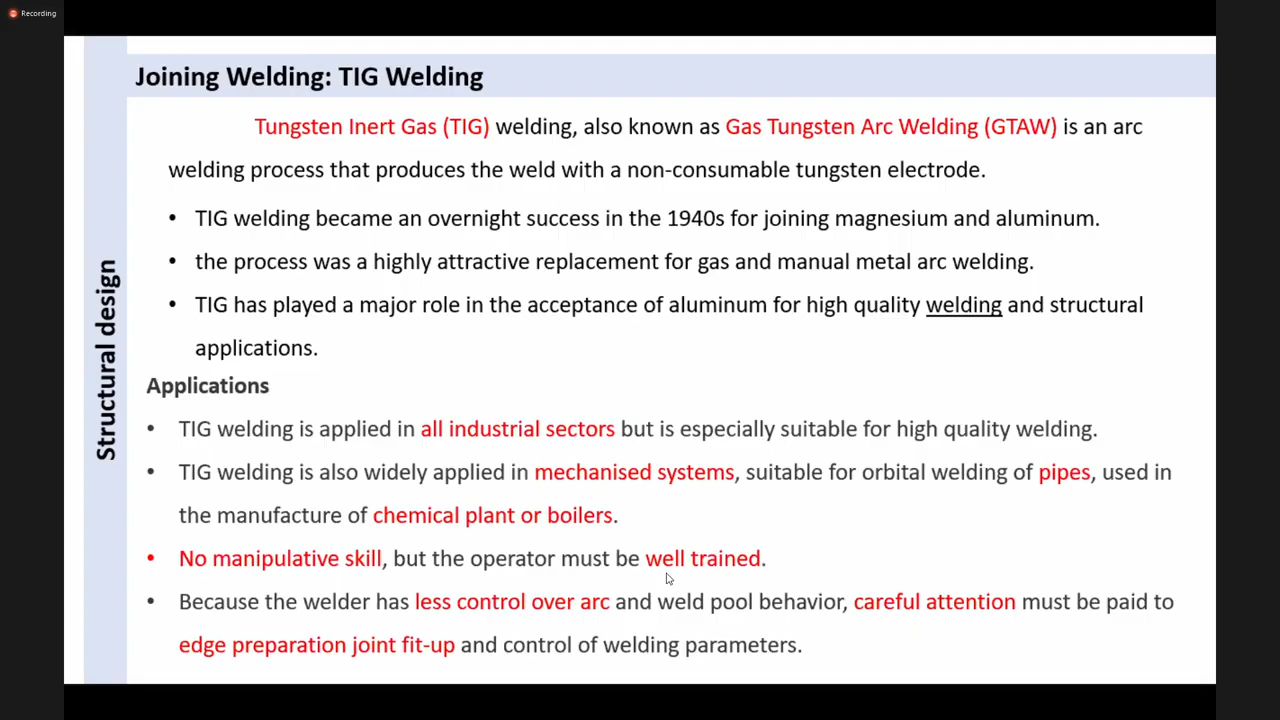 Recording
Joining Welding: TIG Welding
Tungsten Inert Gas (TIG) welding, also known as Gas Tungsten Arc Welding (GTAW) is an arc
welding process that produces the weld with a non-consumable tungsten electrode.
• TIG welding became an overnight success in the 1940s for joining magnesium and aluminum.
• the process was a highly attractive replacement for gas and manual metal arc welding.
• TIG has played a major role in the acceptance of aluminum for high quality welding and structural
applications.
Structural design
Applications
• TIG welding is applied in all industrial sectors but is especially suitable for high quality welding.
• TIG welding is also widely applied in mechanised systems, suitable for orbital welding of pipes, used in
the manufacture of chemical plant or boilers.
• No manipulative skill, but the operator must be well trained.
• Because the welder has less control over arc and weld pool behavior, careful attention must be paid to
edge preparation joint fit-up and control of welding parameters.